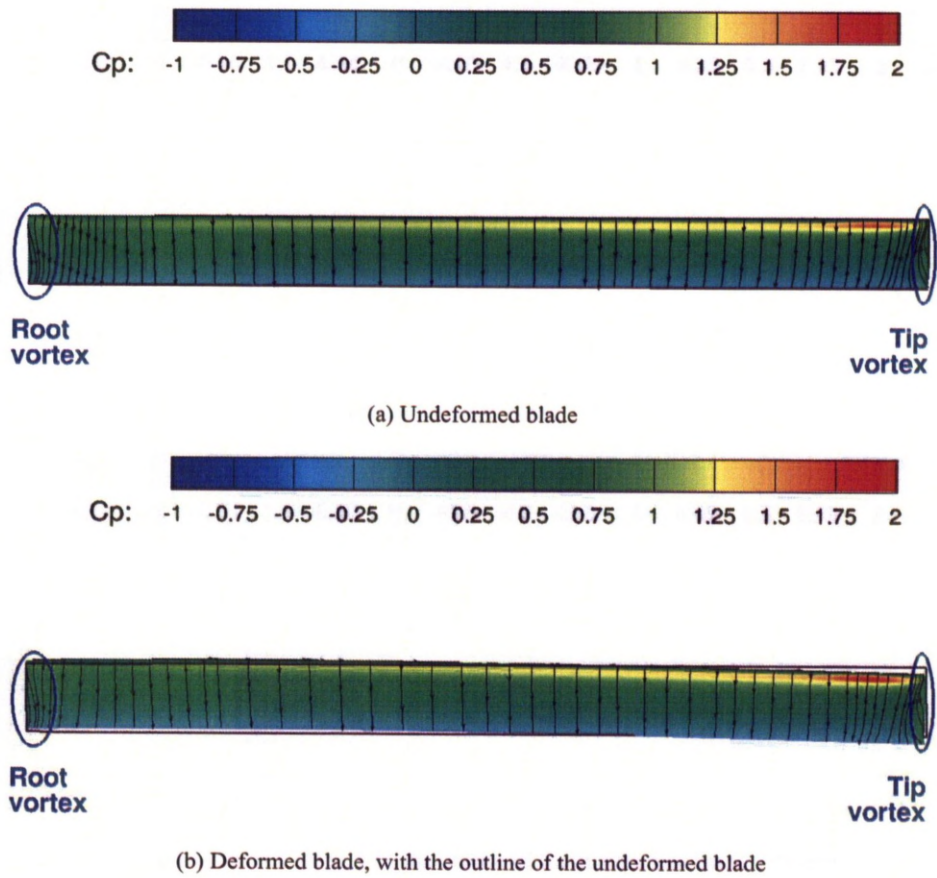 Cp: -1 -0.75 -0.5 -0.25 0 0.25 0.5 0.75 1 1.25 1.5 1.75 2
Root
vortex
Tip
vortex
(a) Undeformed blade
Cp: -1 -0.75 -0.5 -0.25 0 0.25 0.5 0.75 1 1.25 1.5 1.75 2
Root
vortex
Tip
vortex
(b) Deformed blade, with the outline of the undeformed blade